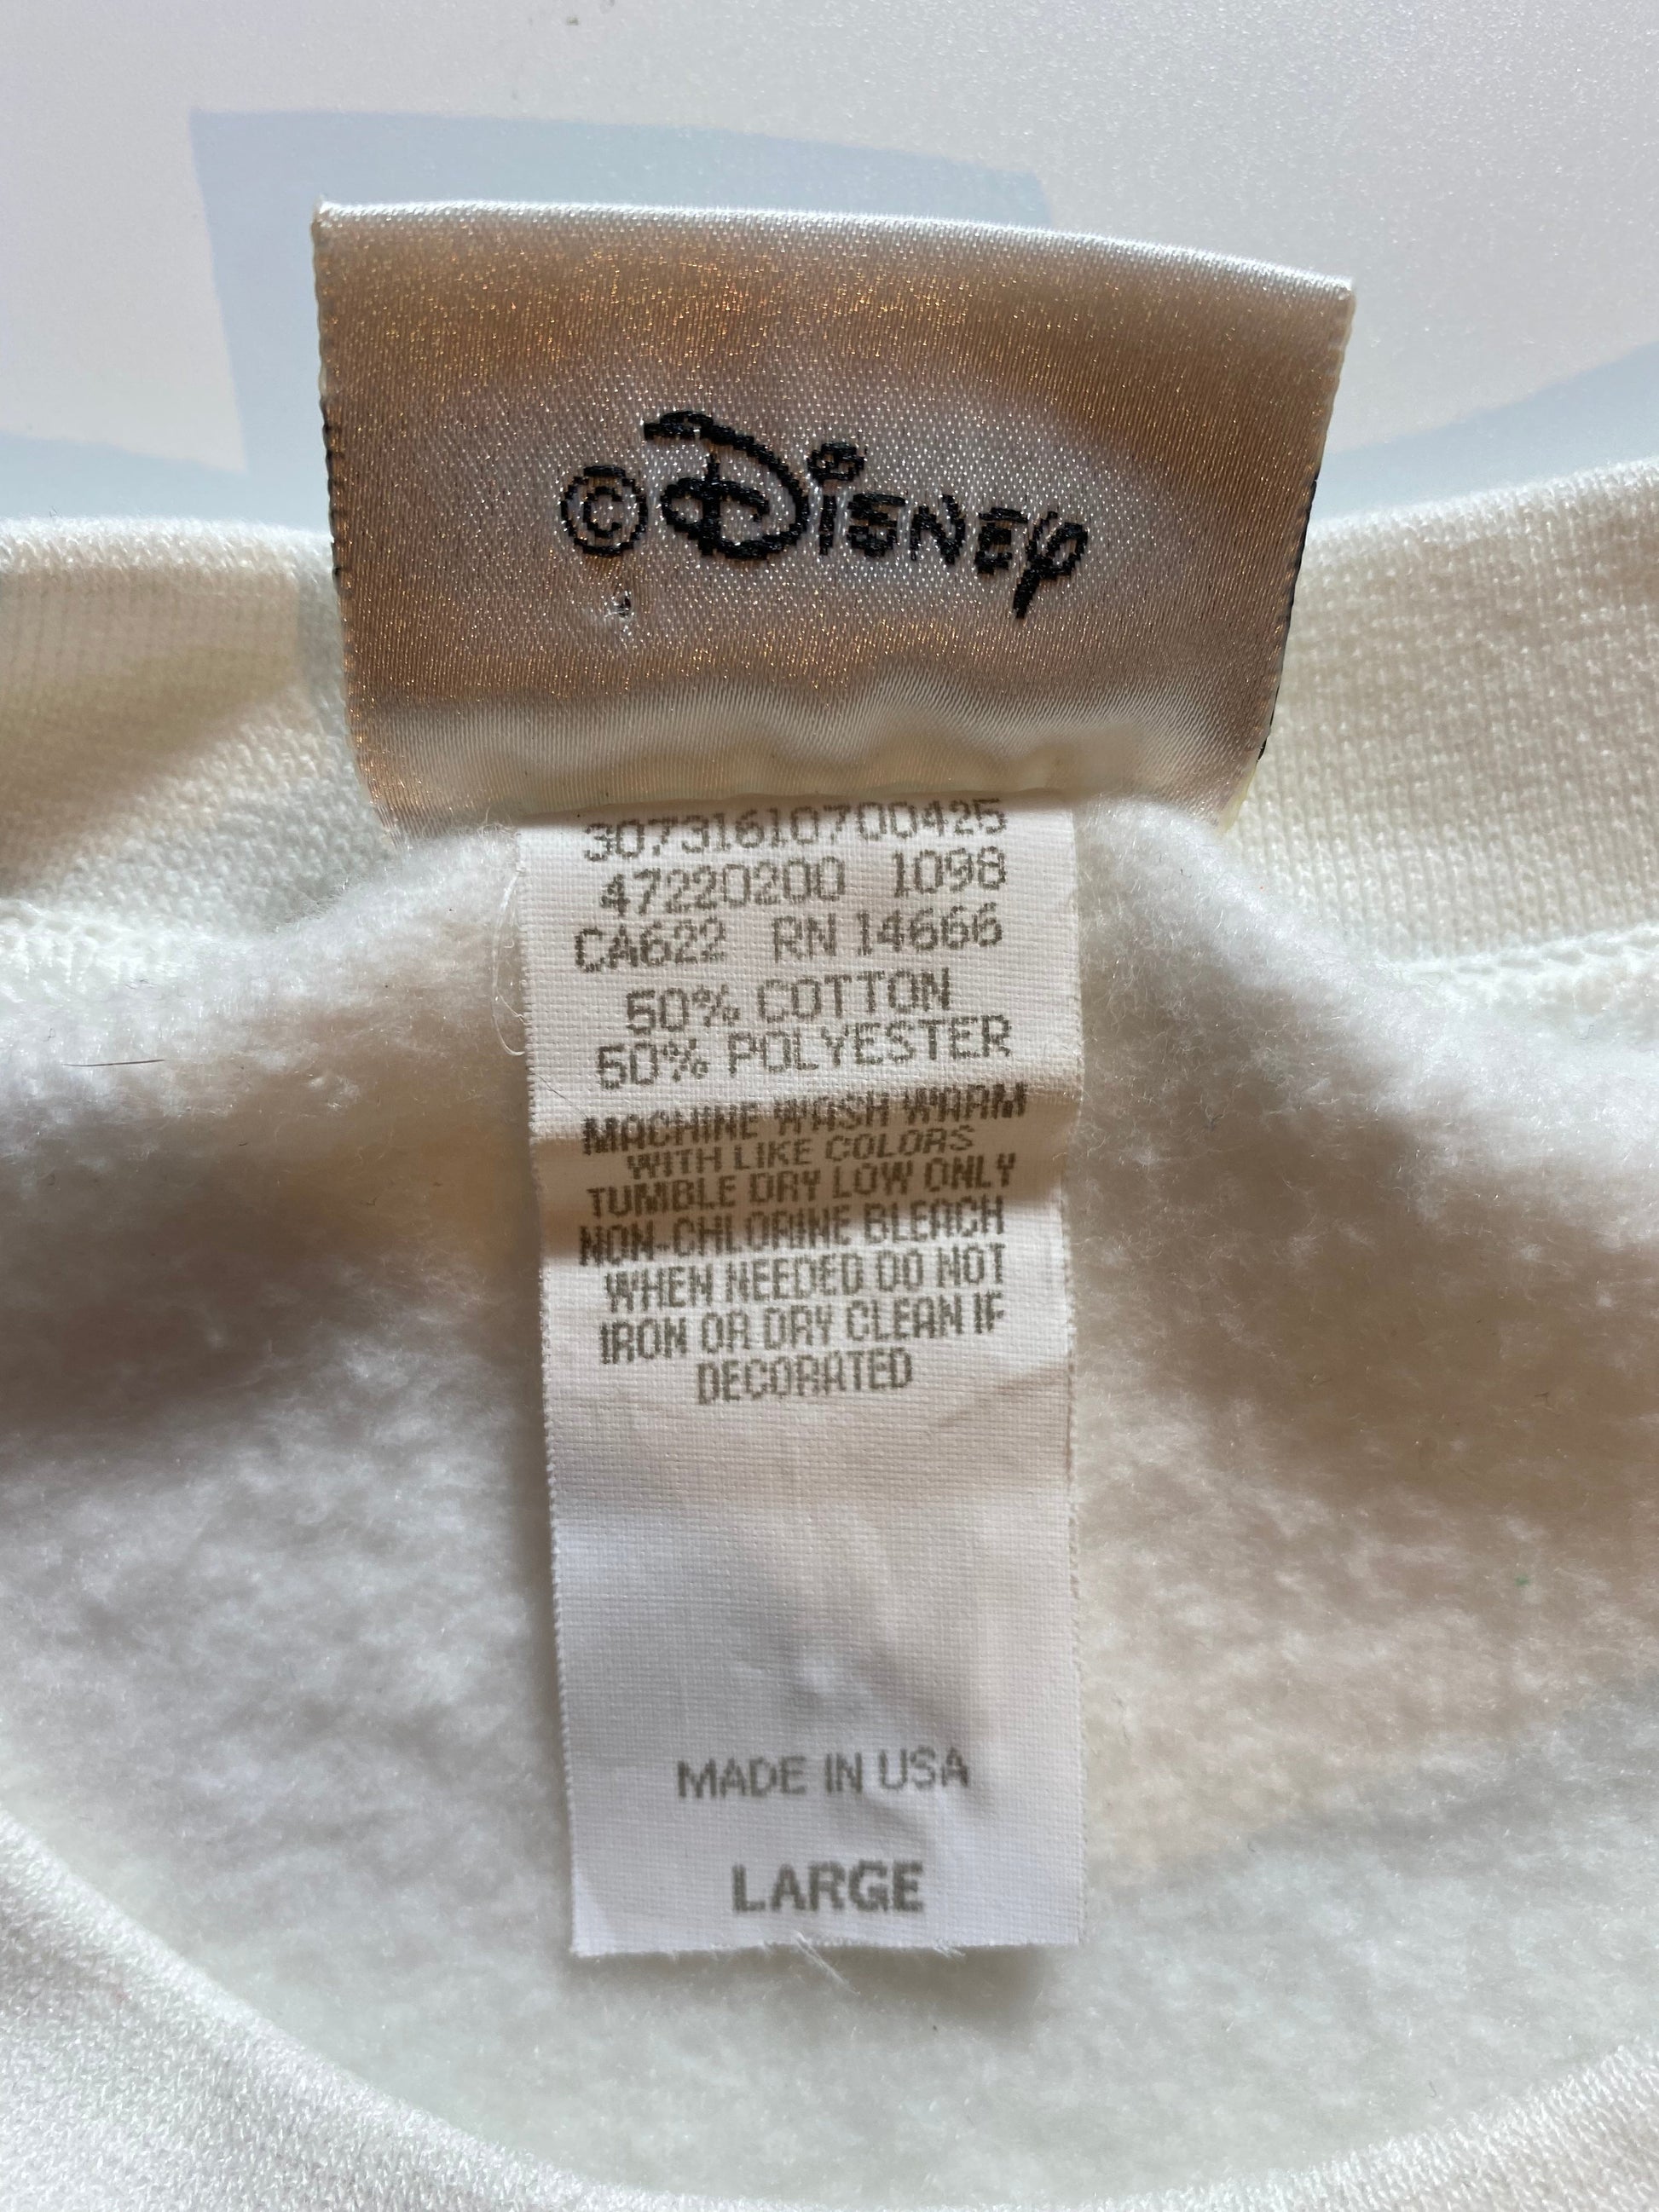 ©Disney
30731610700425
47220200 1098
CA622 RN 14666
50% COTTON
50% POLYESTER
MACHINE WASH WARM
WITH LIKE COLORS
TUMBLE DRY LOW ONLY
NON-CHLORINE BLEACH
WHEN NEEDED DO NOT
IRON OR DRY CLEAN IF
DECORATED
MADE IN USA
LARGE